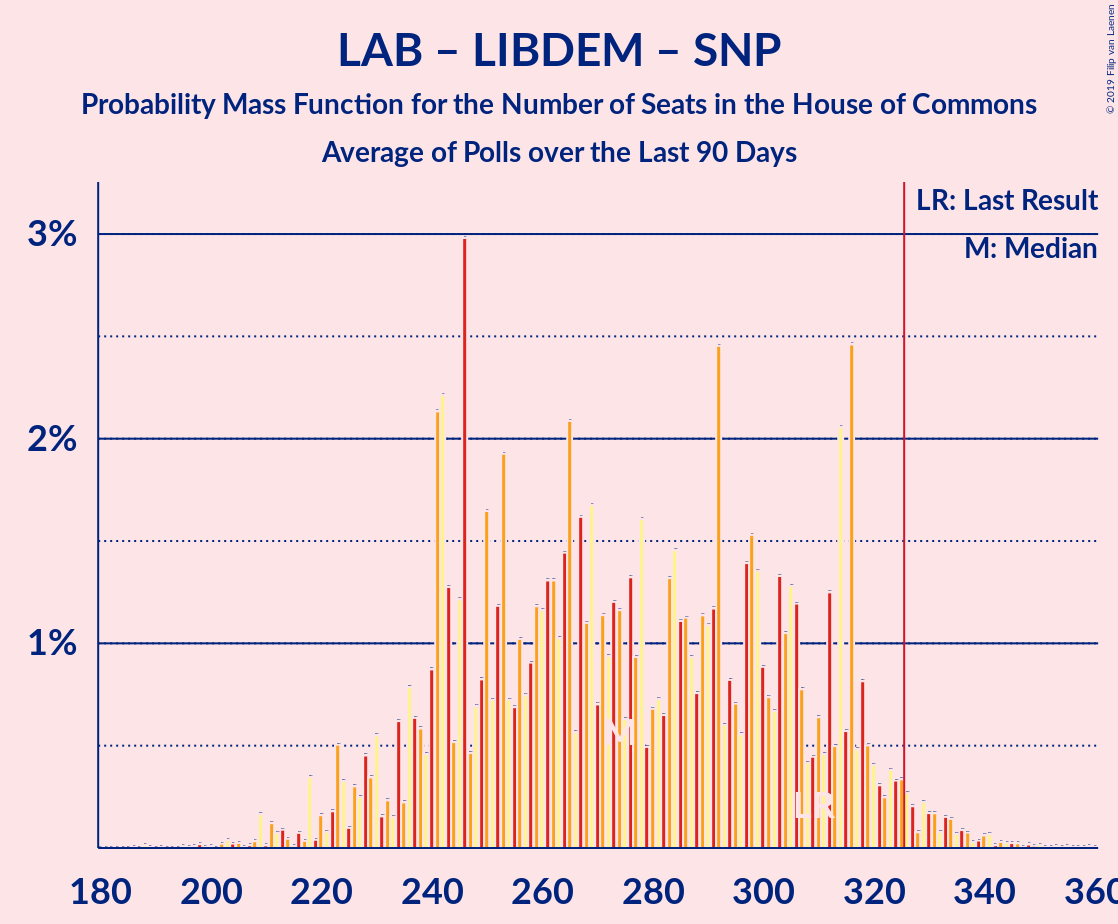 LAB – LIBDEM – SNP
Probability Mass Function for the Number of Seats in the House of Commons
Average of Polls over the Last 90 Days
© 2019 Filip van Laenen
LR: Last Result
M: Median
3%
2%
1%
M
LR
180 200 220 240 260 280 300 320 340 360